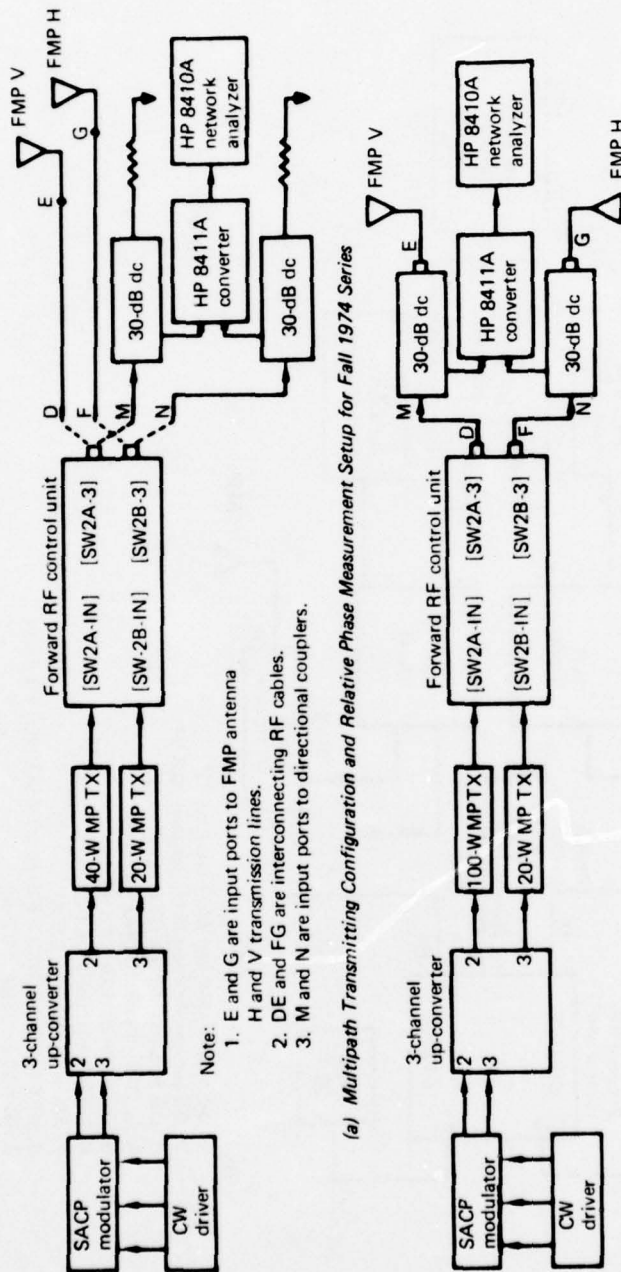 SACP
modulator
CW
driver
3-channel
up-converter
2
3
2
3
40-W MP TX
20-W MP TX
Forward RF control unit
[SW2A-IN] [SW2A-3]
[SW-2B-IN] [SW2B-3]
D
F
M
N
E
G
FMP V
FMP H
30-dB dc
HP 8411A
converter
HP 8410A
network
analyzer
30-dB dc
Note:
1. E and G are input ports to FMP antenna
H and V transmission lines.
2. DE and FG are interconnecting RF cables.
3. M and N are input ports to directional couplers.
(a) Multipath Transmitting Configuration and Relative Phase Measurement Setup for Fall 1974 Series
SACP
modulator
CW
driver
3-channel
up-converter
2
3
2
3
100-W MP TX
20-W MP TX
Forward RF control unit
[SW2A-IN] [SW2A-3]
[SW2B-IN] [SW2B-3]
D
F
M
N
30-dB dc
E
FMP V
HP 8411A
converter
HP 8410A
network
analyzer
30-dB dc
G
FMP H